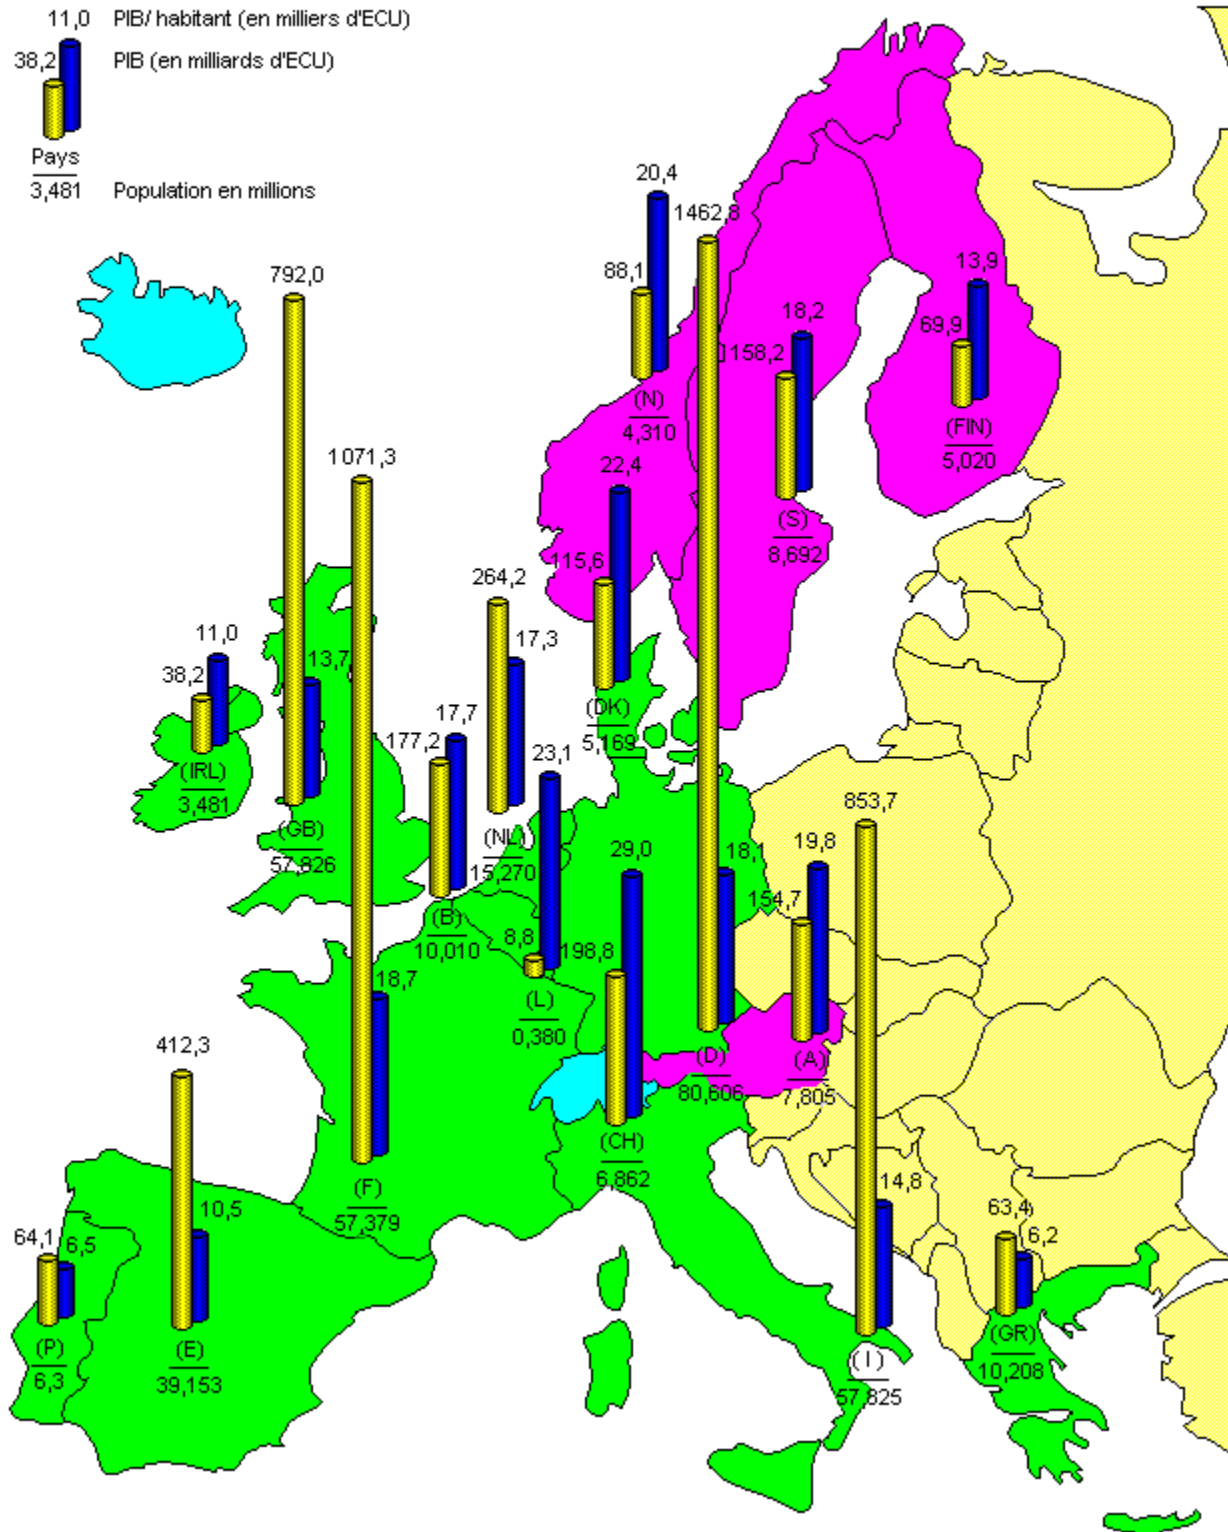 11,0 PIB/ habitant (en milliers d'ECU)
38,2 PIB (en milliards d'ECU)
Pays
3,481 Population en millions
20,4
88,1
(N)
4,310
1462,8
18,1
(D)
80,606
18,2
158,2
(S)
8,692
13,9
69,9
(FIN)
5,020
792,0
13,7
(GB)
57,826
1071,3
18,7
(F)
57,379
22,4
115,6
(DK)
5,169
264,2
17,3
(NL)
15,270
11,0
38,2
(IRL)
3,481
17,7
177,2
(B)
10,010
23,1
8,8
(L)
0,380
29,0
198,8
(CH)
6,862
19,8
154,7
(A)
7,805
853,7
14,8
(I)
57,825
412,3
10,5
(E)
39,153
64,1
6,5
(P)
6,3
63,4
6,2
(GR)
10,208